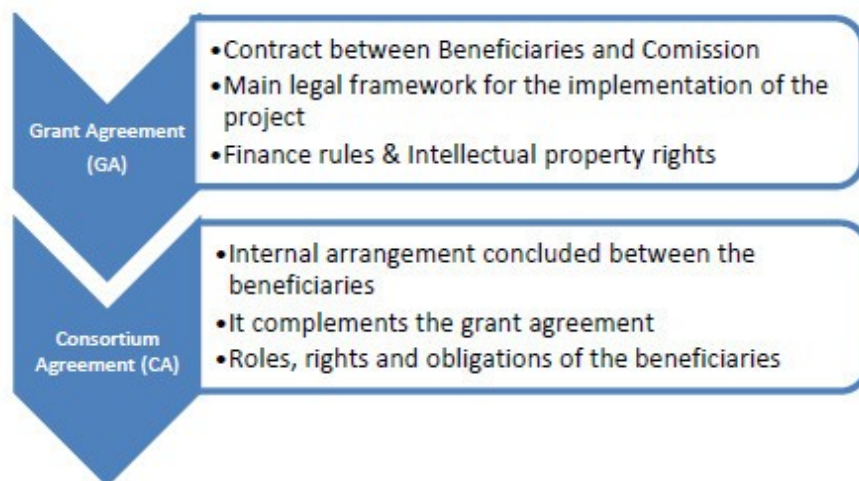 Grant Agreement
(GA)
•Contract between Beneficiaries and Comission
•Main legal framework for the implementation of the
project
•Finance rules & Intellectual property rights
Consortium
Agreement (CA)
•Internal arrangement concluded between the
beneficiaries
•It complements the grant agreement
•Roles, rights and obligations of the beneficiaries